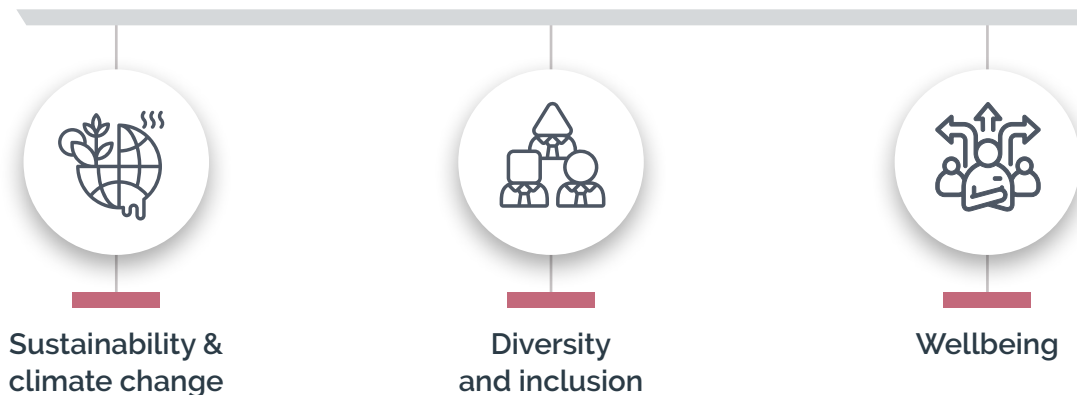 Sustainability &
climate change
Diversity
and inclusion
Wellbeing